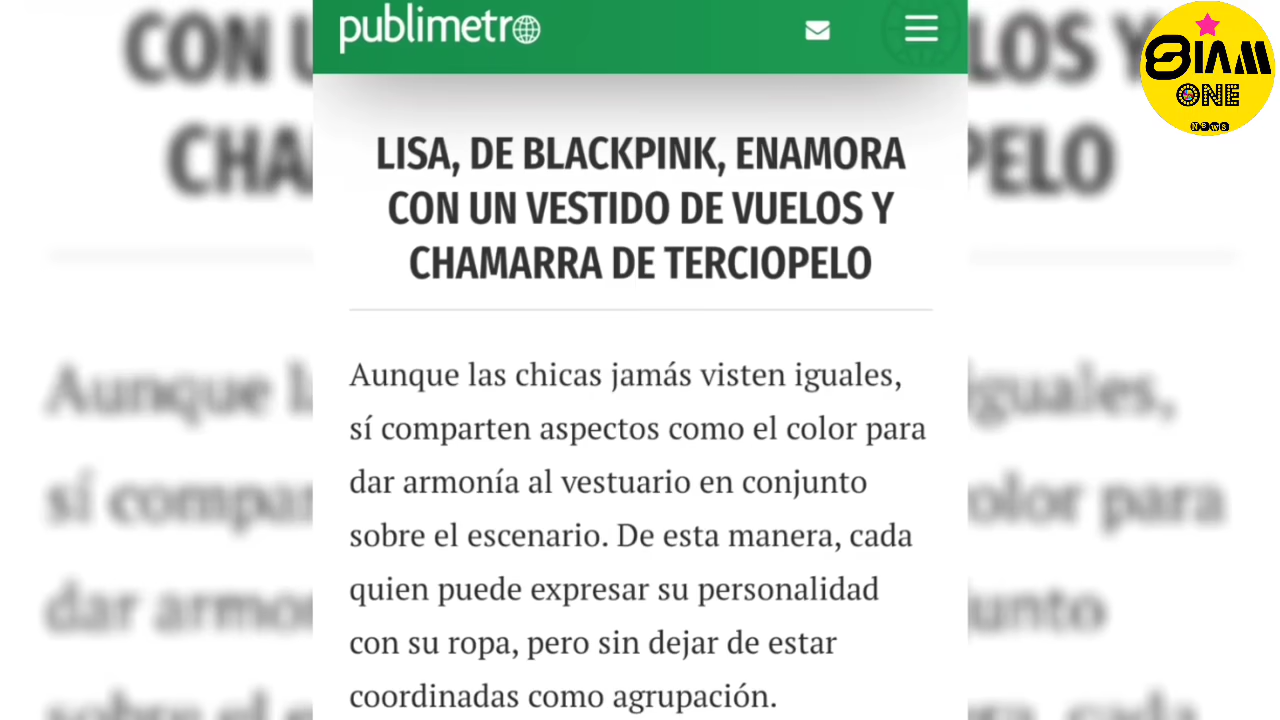 publimetro
SIAM
ONE
NEWS
LISA, DE BLACKPINK, ENAMORA
CON UN VESTIDO DE VUELOS Y
CHAMARRA DE TERCIOPELO
Aunque las chicas jamás visten iguales,
sí comparten aspectos como el color para
dar armonía al vestuario en conjunto
sobre el escenario. De esta manera, cada
quien puede expresar su personalidad
con su ropa, pero sin dejar de estar
coordinadas como agrupación.